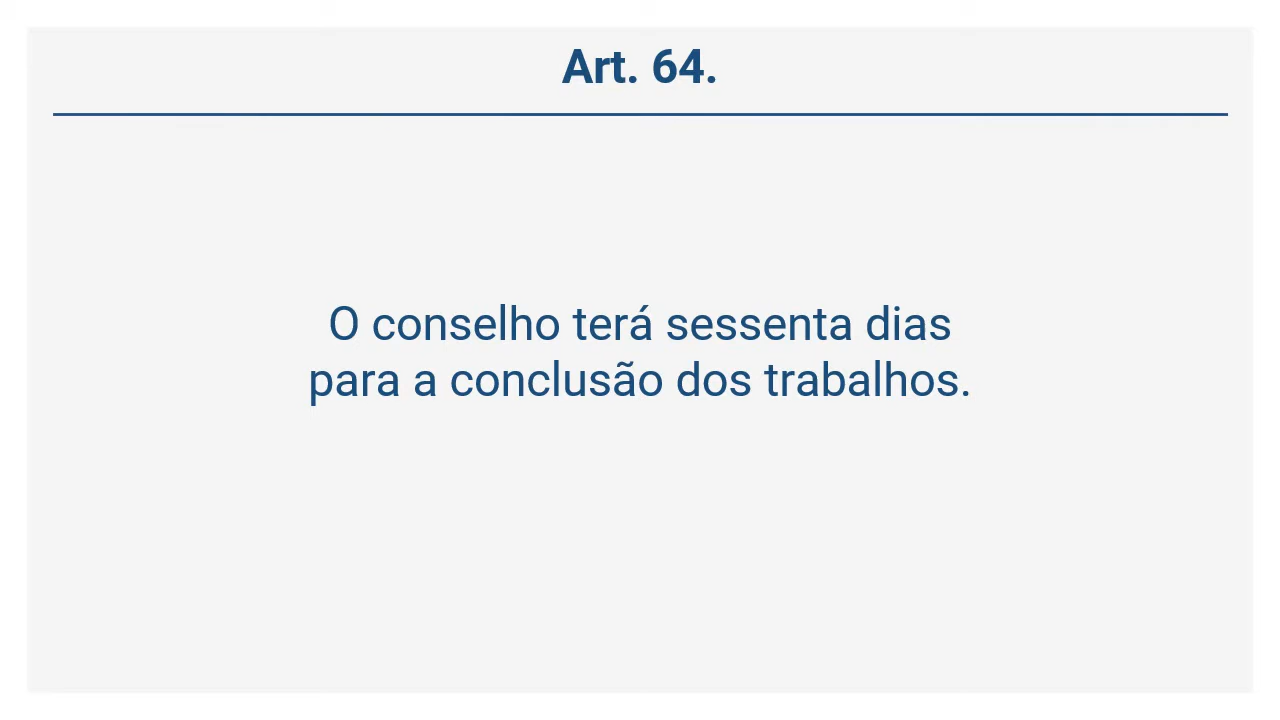 Art. 64.
O conselho terá sessenta dias
para a conclusão dos trabalhos.